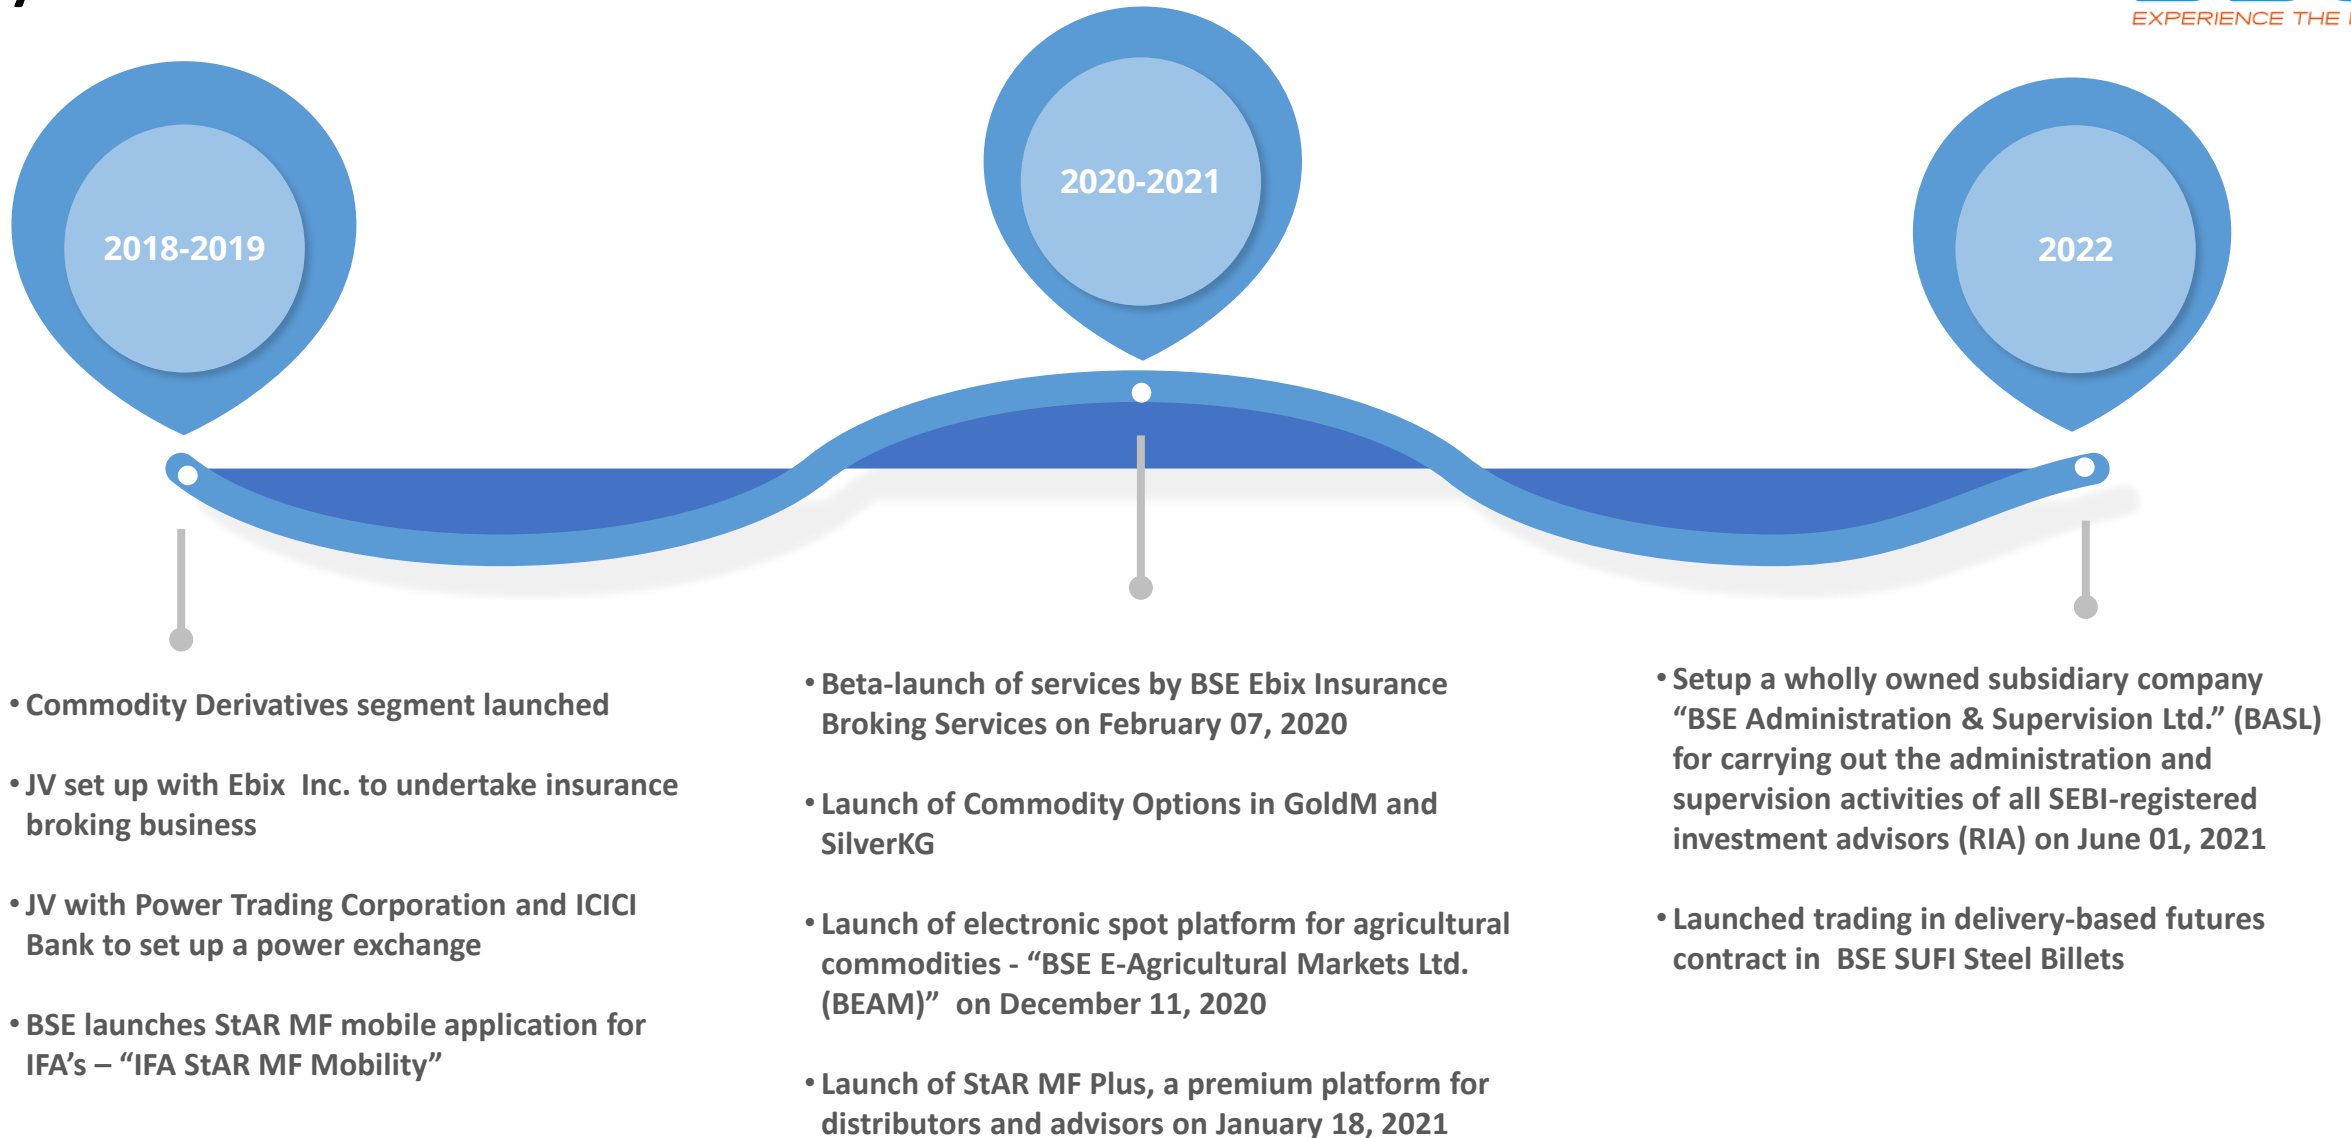 EXPERIENCE THE
2018-2019
2020-2021
2022
• Commodity Derivatives segment launched
• JV set up with Ebix Inc. to undertake insurance
broking business
• JV with Power Trading Corporation and ICICI
Bank to set up a power exchange
• BSE launches StAR MF mobile application for
IFA's – “IFA StAR MF Mobility”
• Beta-launch of services by BSE Ebix Insurance
Broking Services on February 07, 2020
• Launch of Commodity Options in GoldM and
SilverKG
• Launch of electronic spot platform for agricultural
commodities - “BSE E-Agricultural Markets Ltd.
(BEAM)” on December 11, 2020
• Launch of StAR MF Plus, a premium platform for
distributors and advisors on January 18, 2021
• Setup a wholly owned subsidiary company
“BSE Administration & Supervision Ltd.” (BASL)
for carrying out the administration and
supervision activities of all SEBI-registered
investment advisors (RIA) on June 01, 2021
• Launched trading in delivery-based futures
contract in BSE SUFI Steel Billets